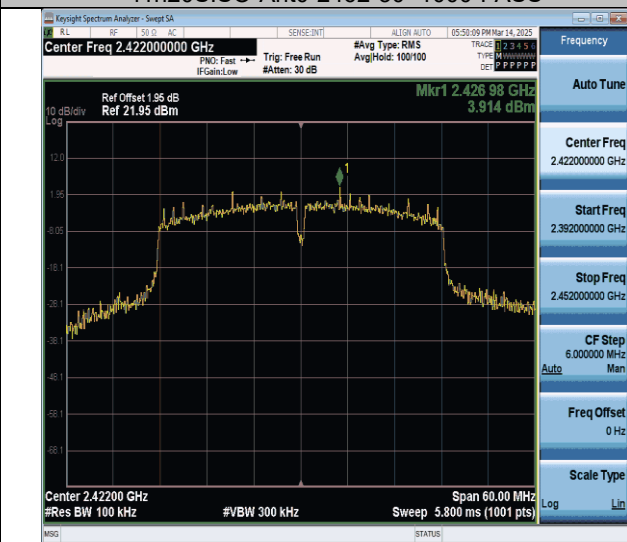 Keysight Spectrum Analyzer - Swept SA
RL RF 50 Ω AC SENSE:INT ALIGN AUTO 05:50:09 PM Mar 14, 2025
Center Freq 2.422000000 GHz
PNO: Fast
IFGain:Low
Trig: Free Run
#Atten: 30 dB
#Avg Type: RMS
Avg|Hold: 100/100
TRACE 1 2 3 4 5 6
TYPE M
DET P P P P P P
Mkr1 2.426 98 GHz
3.914 dBm
Ref Offset 1.95 dB
Ref 21.95 dBm
10 dB/div
Log
1
12.0
1.95
-8.05
-18.1
-28.1
-38.1
-48.1
-58.1
-68.1
Center 2.42200 GHz
Span 60.00 MHz
#Res BW 100 kHz
#VBW 300 kHz
Sweep 5.800 ms (1001 pts)
MSG
STATUS
Frequency
Auto Tune
Center Freq
2.422000000 GHz
Start Freq
2.392000000 GHz
Stop Freq
2.452000000 GHz
CF Step
6.000000 MHz
Auto Man
Freq Offset
0 Hz
Scale Type
Log Lin